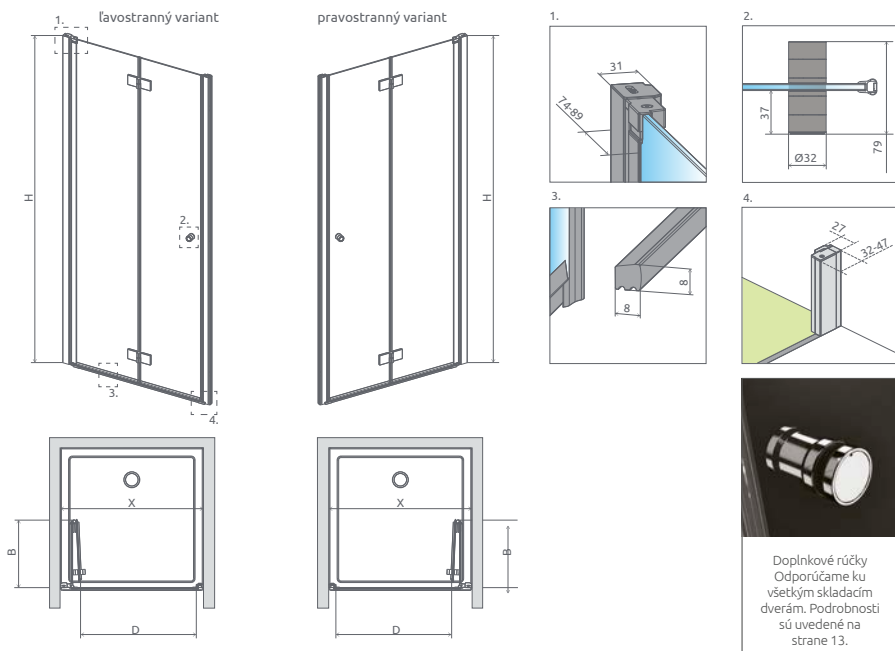 1.
ľavostranný variant
H
2.
3.
4.
pravostranný variant
H
1.
31
74-89
2.
37
Ø32
79
3.
8
8
4.
27
32-47
X
B
D
X
B
D
Doplnkové rúčky
Odporúčame ku
všetkým skladacím
dverám. Podrobnosti
sú uvedené na
strane 13.